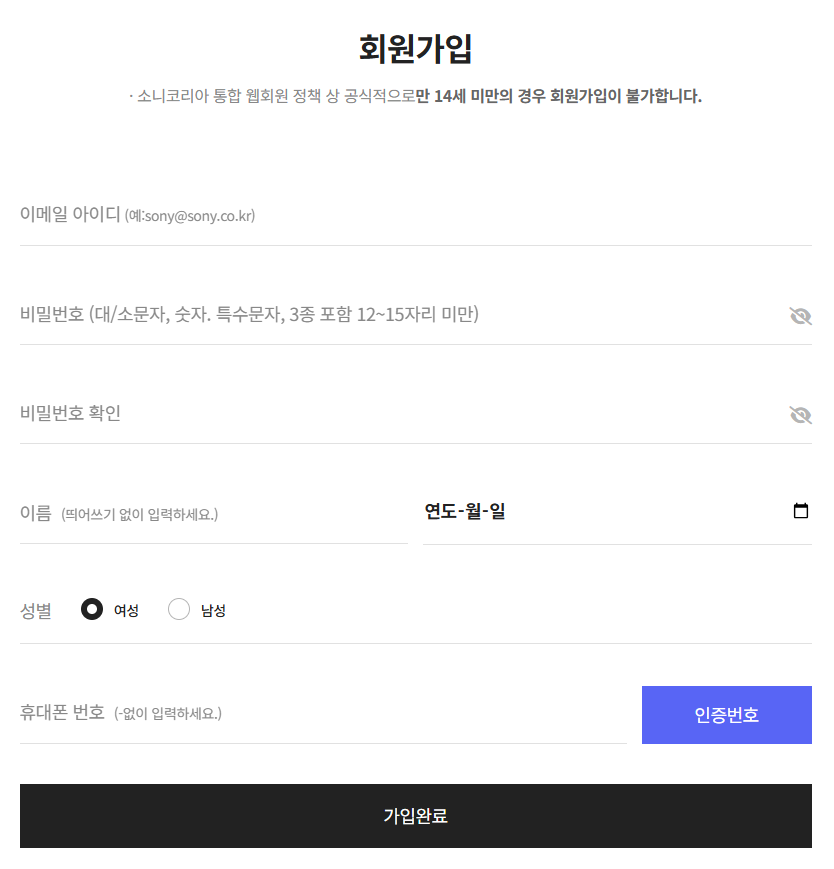 회원가입
· 소니코리아 통합 웹회원 정책 상 공식적으로만 14세 미만의 경우 회원가입이 불가합니다.
이메일 아이디 (예:sony@sony.co.kr)
비밀번호 (대/소문자, 숫자. 특수문자, 3종 포함 12~15자리 미만)
비밀번호 확인
이름 (띄어쓰기 없이 입력하세요.) 연도-월-일
성별 여성 남성
휴대폰 번호 (-없이 입력하세요.) 인증번호
가입완료